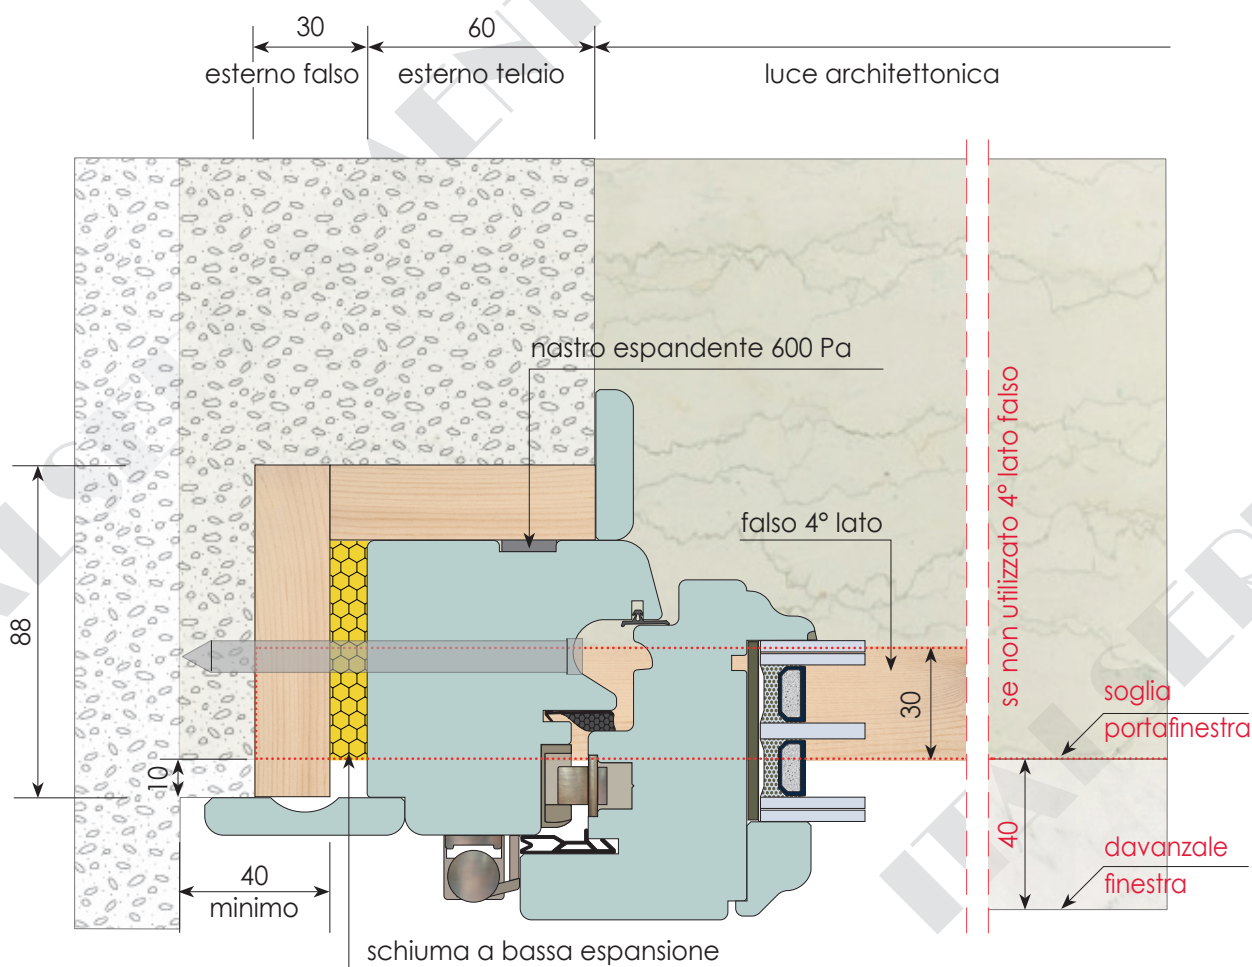 30
60
esterno falso
esterno telaio
luce architettonica
nastro espandente 600 Pa
se non utilizzato 4° lato falso
falso 4° lato
88
30
soglia
portafinestra
10
40
40
minimo
davanzale
finestra
schiuma a bassa espansione